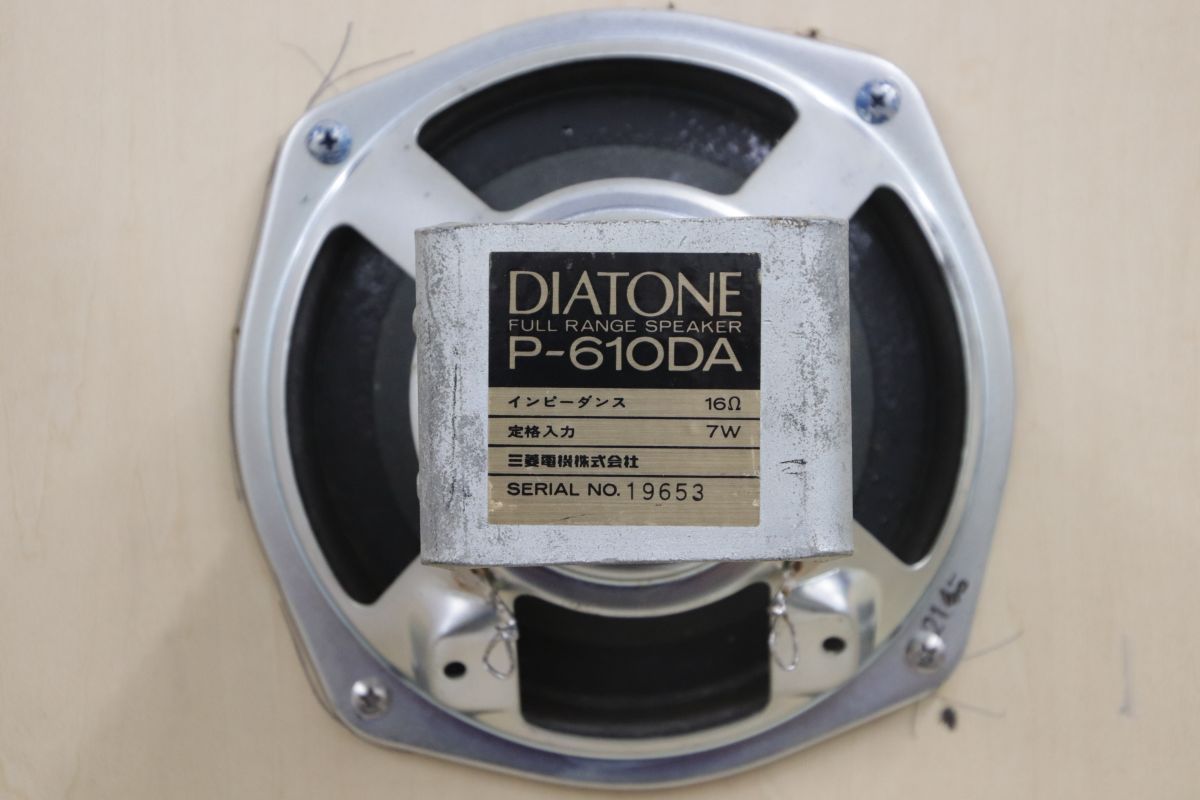 DIATONE
FULL RANGE SPEAKER
P-610DA
インピーダンス 16Ω
定格入力 7W
三菱電機株式会社
SERIAL NO. 19653